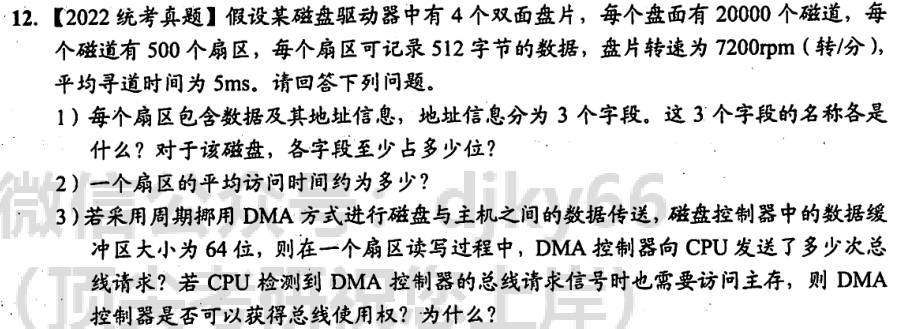 12. 【2022 统考真题】假设某磁盘驱动器中有 4 个双面盘片，每个盘面有 20000 个磁道，每
个磁道有 500 个扇区，每个扇区可记录 512 字节的数据，盘片转速为 7200rpm（转/分），
平均寻道时间为 5ms。请回答下列问题。
1）每个扇区包含数据及其地址信息，地址信息分为 3 个字段。这 3 个字段的名称各是
什么？对于该磁盘，各字段至少占多少位？
2）一个扇区的平均访问时间约为多少？
3）若采用周期挪用 DMA 方式进行磁盘与主机之间的数据传送，磁盘控制器中的数据缓
冲区大小为 64 位，则在一个扇区读写过程中，DMA 控制器向 CPU 发送了多少次总
线请求？若 CPU 检测到 DMA 控制器的总线请求信号时也需要访问主存，则 DMA
控制器是否可以获得总线使用权？为什么？